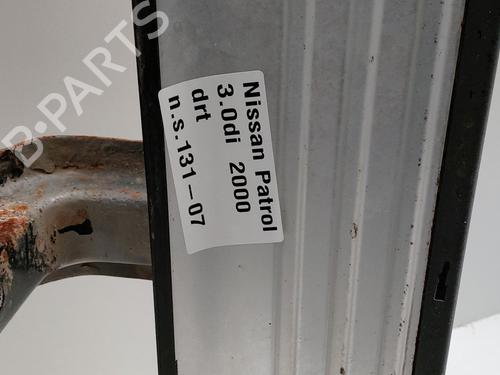 B-PARTS
Nissan Patrol
3.0di 2000
drt
n.s.131-07